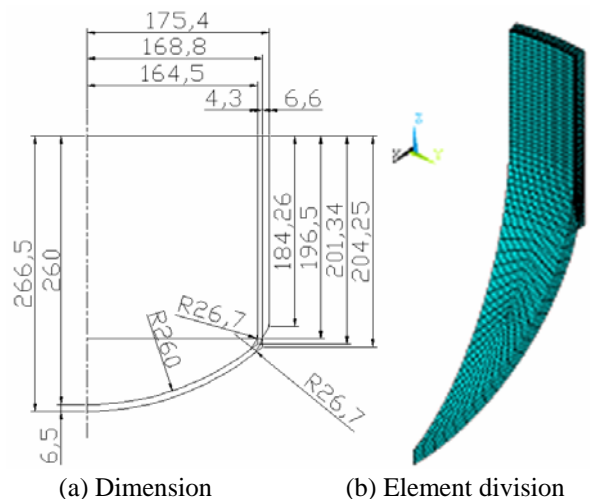 175,4
168,8
164,5
4,3
6,6
266,5
260
184,26
196,5
201,34
204,25
R26,7
R260
R26,7
6,5
Z
X
Y
(a) Dimension
(b) Element division